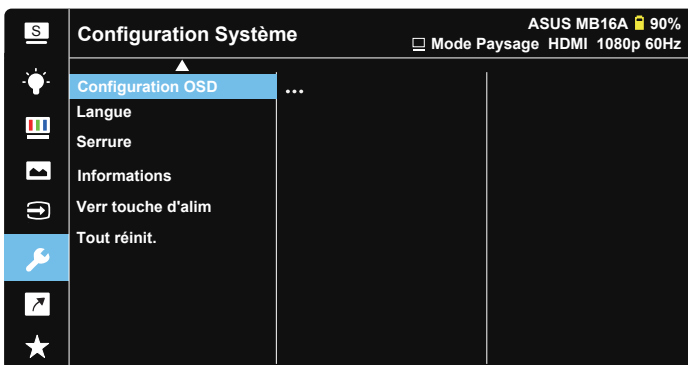 S
Configuration Système
ASUS MB16A 90%
Mode Paysage HDMI 1080p 60Hz
Configuration OSD ...
Langue
Serrure
Informations
Verr touche d'alim
Tout réinit.